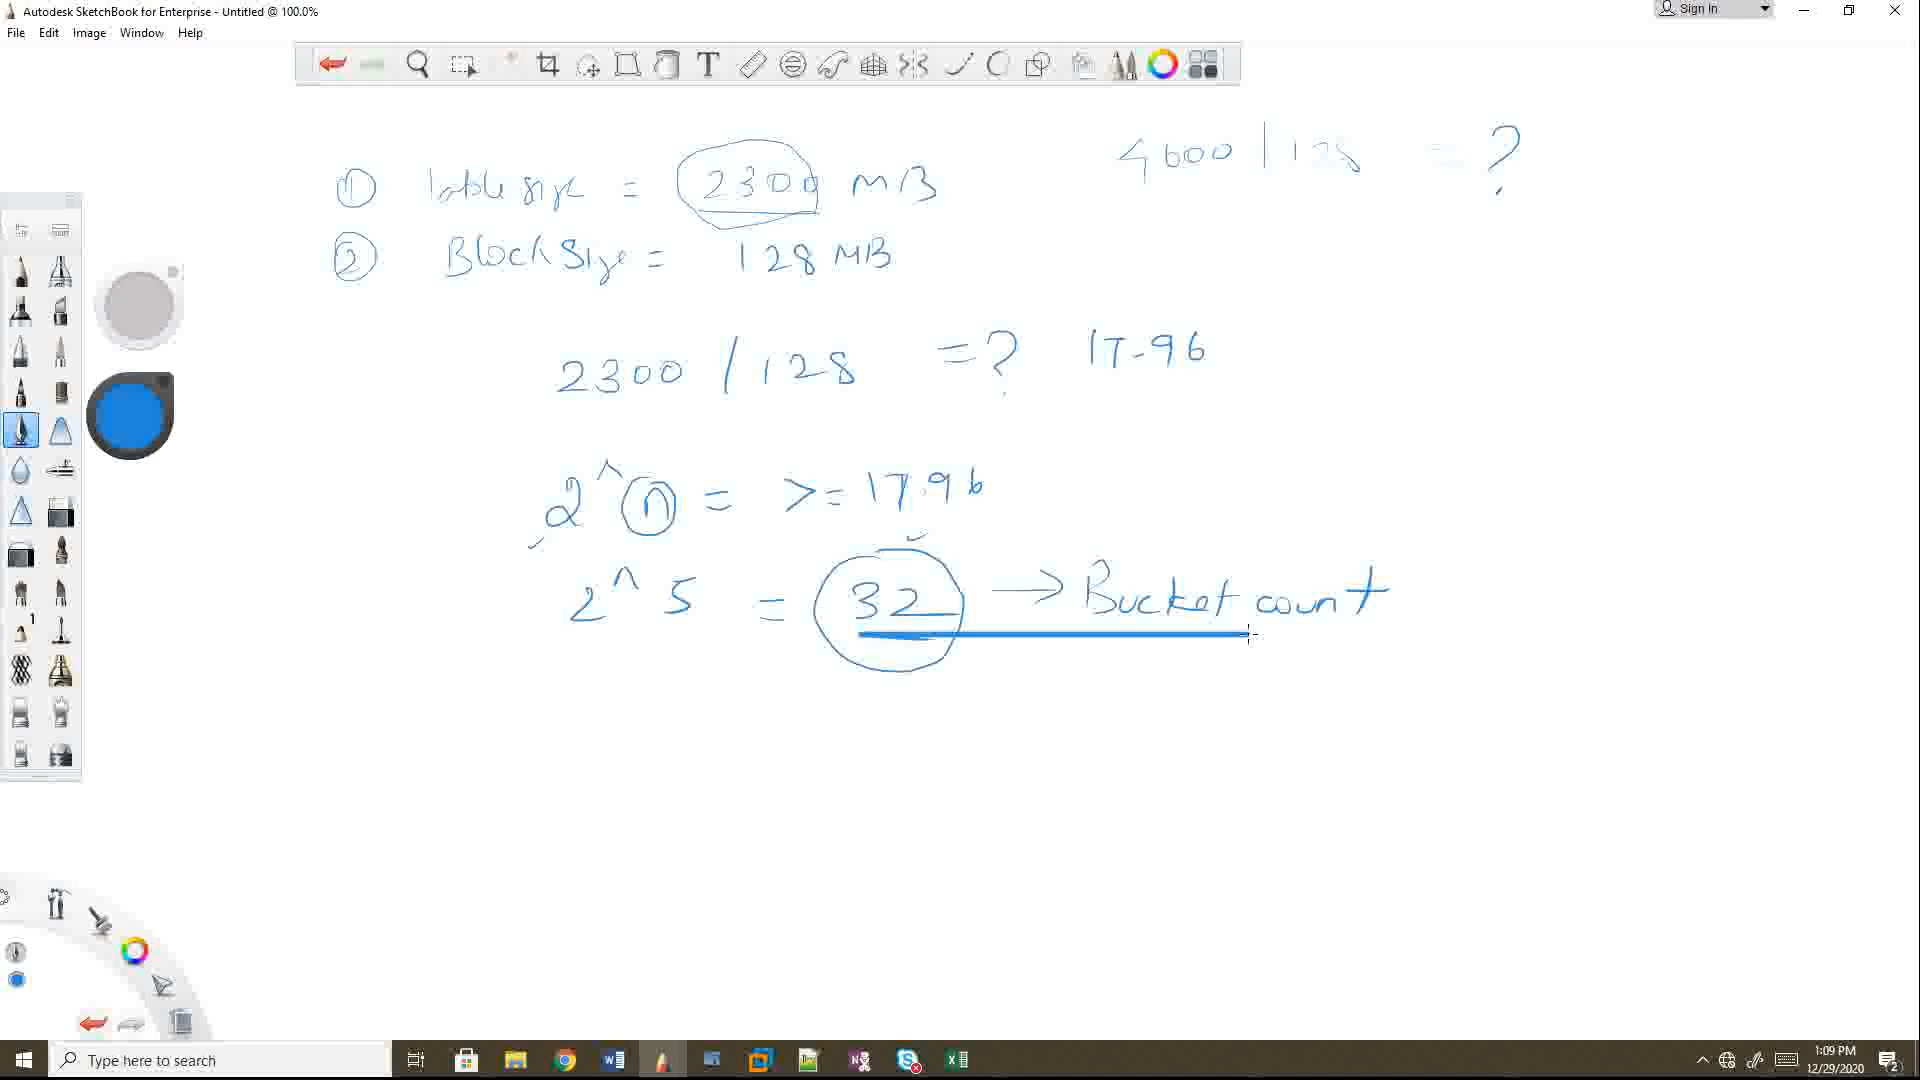 Autodesk SketchBook for Enterprise - Untitled @ 100.0%
Sign In
File Edit Image Window Help
4600 / 128 = ?
① Table size = 2300 MB
② Block Size = 128 MB
2300 / 128 = ? 17.96
2^n = >= 17.96
2^5 = 32 → Bucket count
1
Type here to search
1:09 PM
12/29/2020
2